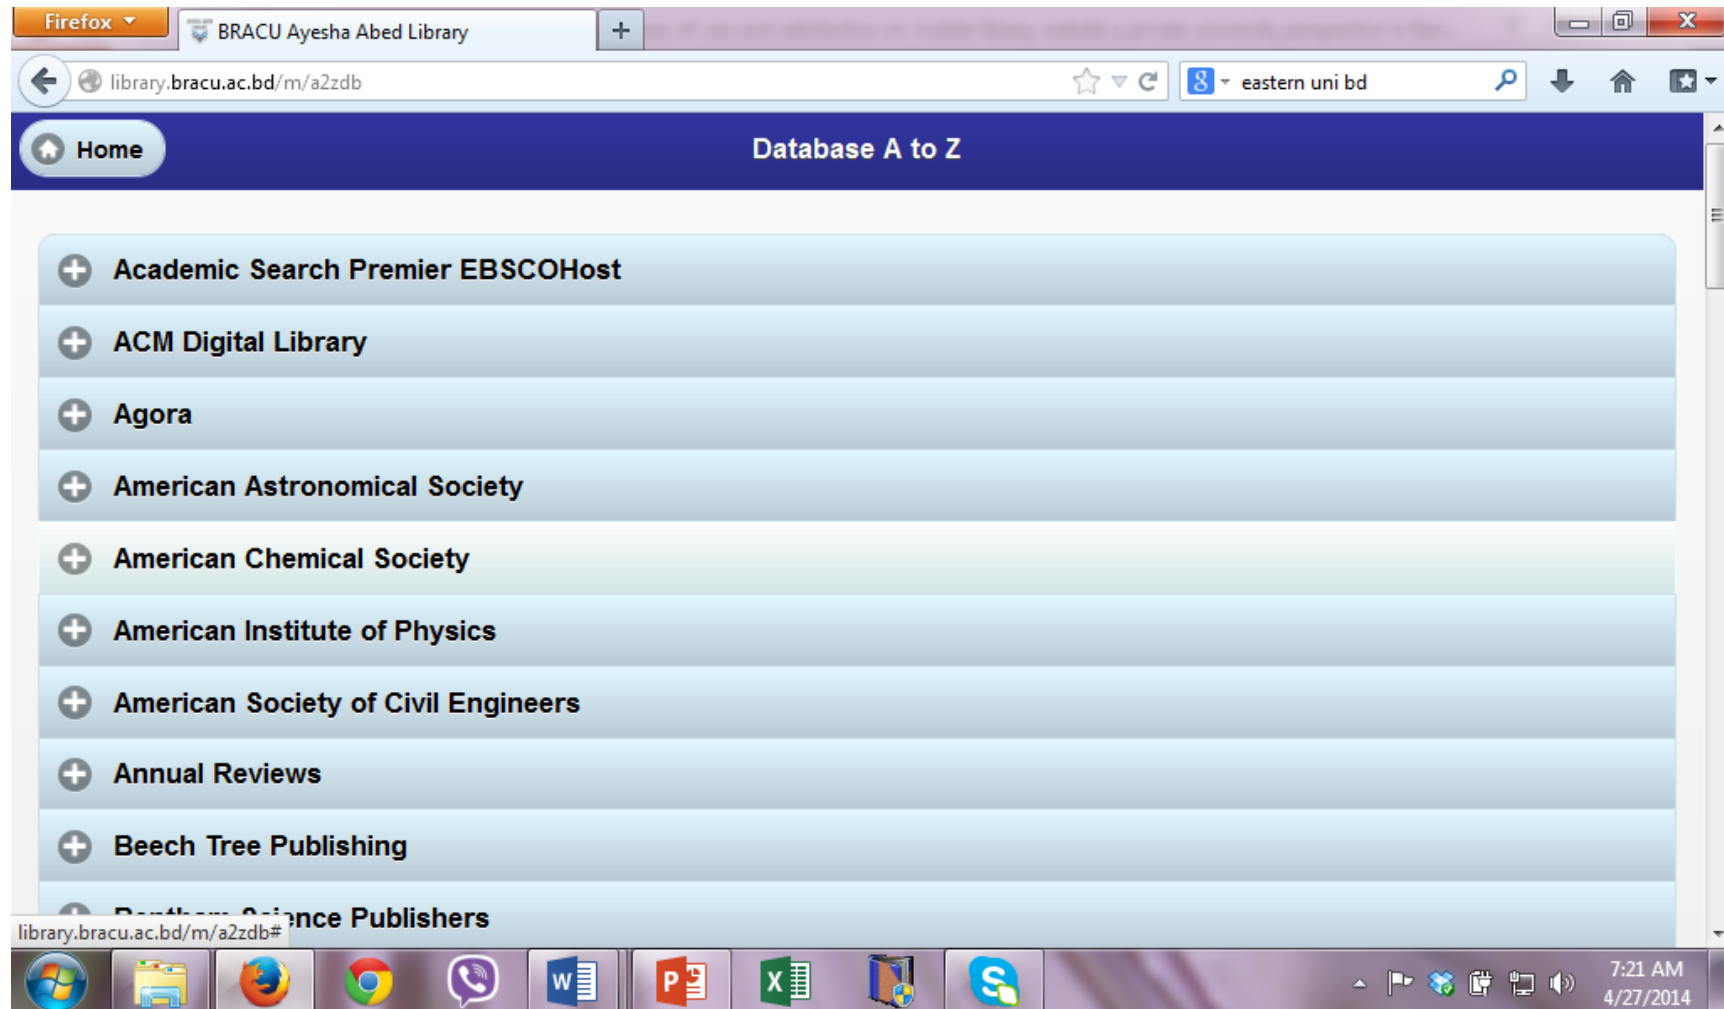 Firefox
BRACU Ayesha Abed Library
library.bracu.ac.bd/m/a2zdb
eastern uni bd
Home
Database A to Z
Academic Search Premier EBSCOHost
ACM Digital Library
Agora
American Astronomical Society
American Chemical Society
American Institute of Physics
American Society of Civil Engineers
Annual Reviews
Beech Tree Publishing
Bentham Science Publishers
library.bracu.ac.bd/m/a2zdb#
7:21 AM
4/27/2014